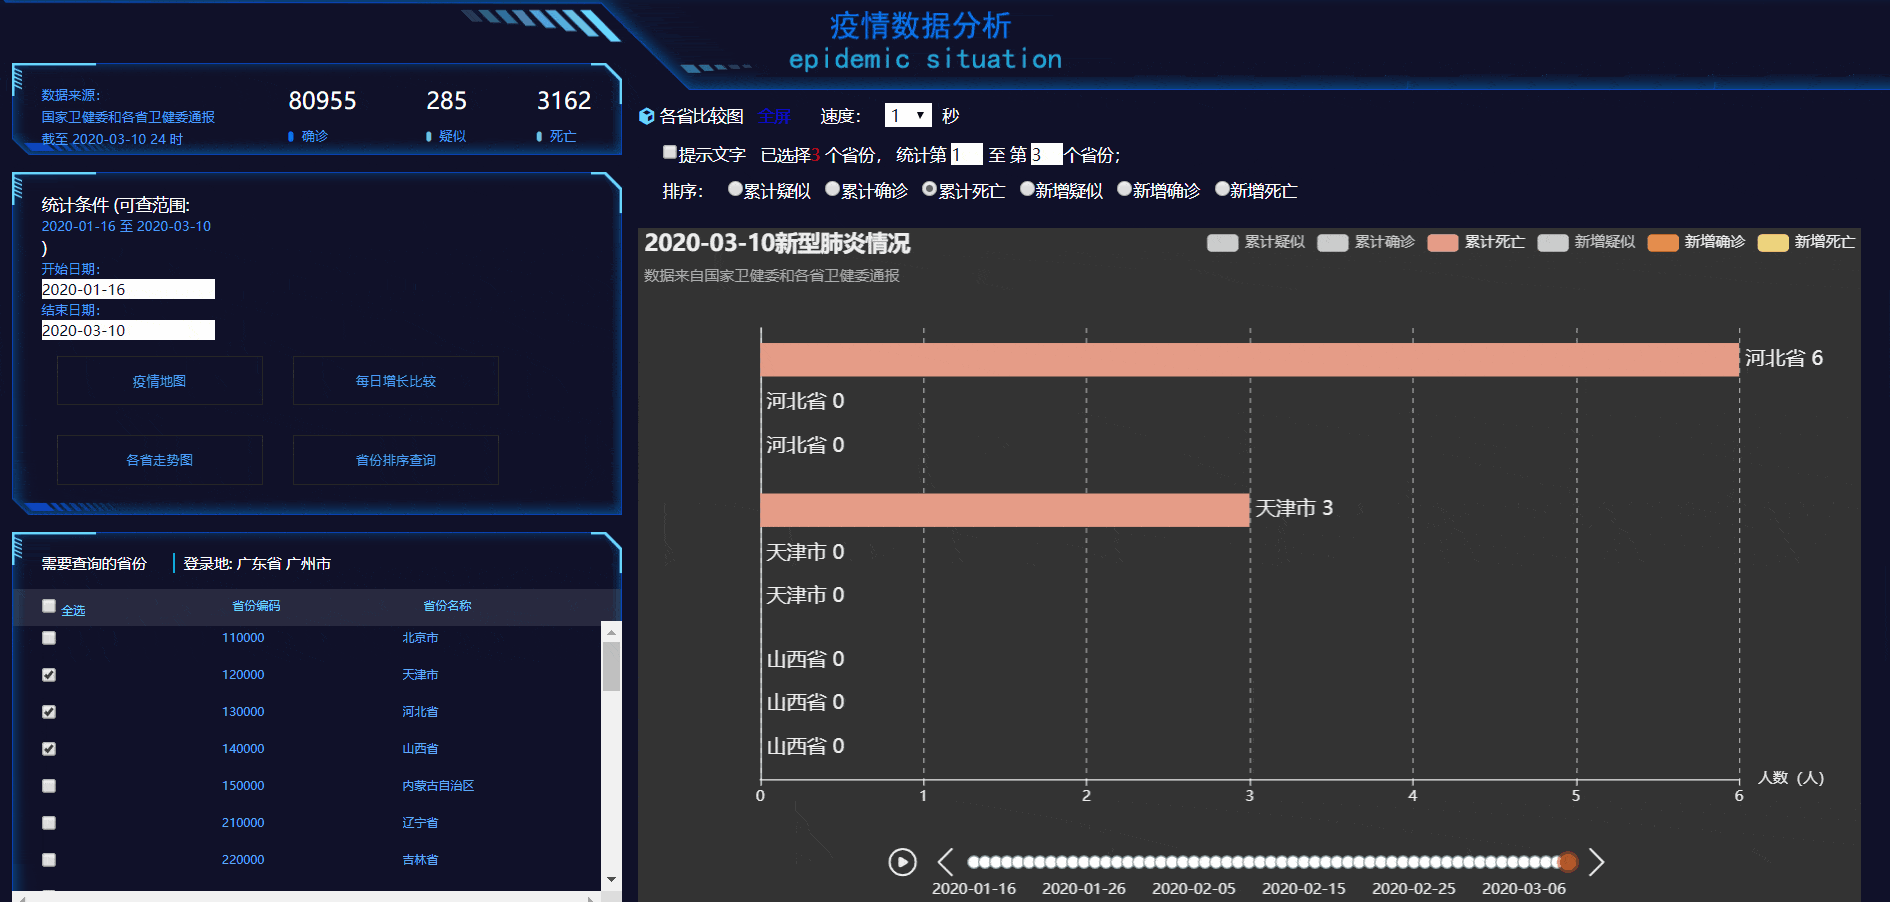 疫情数据分析
epidemic situation
数据来源:
国家卫健委和各省卫健委通报
截至 2020-03-10 24 时
80955 285 3162
确诊 疑似 死亡
统计条件 (可查范围:
2020-01-16 至 2020-03-10
)
开始日期:
2020-01-16
结束日期:
2020-03-10
疫情地图 每日增长比较
各省走势图 省份排序查询
需要查询的省份 登录地: 广东省 广州市
全选 省份编码 省份名称
110000 北京市
120000 天津市
130000 河北省
140000 山西省
150000 内蒙古自治区
210000 辽宁省
220000 吉林省
各省比较图 全屏 速度: 1 秒
提示文字 已选择3 个省份, 统计第 1 至 第 3 个省份;
排序: 累计疑似 累计确诊 累计死亡 新增疑似 新增确诊 新增死亡
2020-03-10新型肺炎情况
数据来自国家卫健委和各省卫健委通报
累计疑似 累计确诊 累计死亡 新增疑似 新增确诊 新增死亡
河北省 6
河北省 0
河北省 0
天津市 3
天津市 0
天津市 0
山西省 0
山西省 0
山西省 0
人数 (人)
0 1 2 3 4 5 6
2020-01-16 2020-01-26 2020-02-05 2020-02-15 2020-02-25 2020-03-06